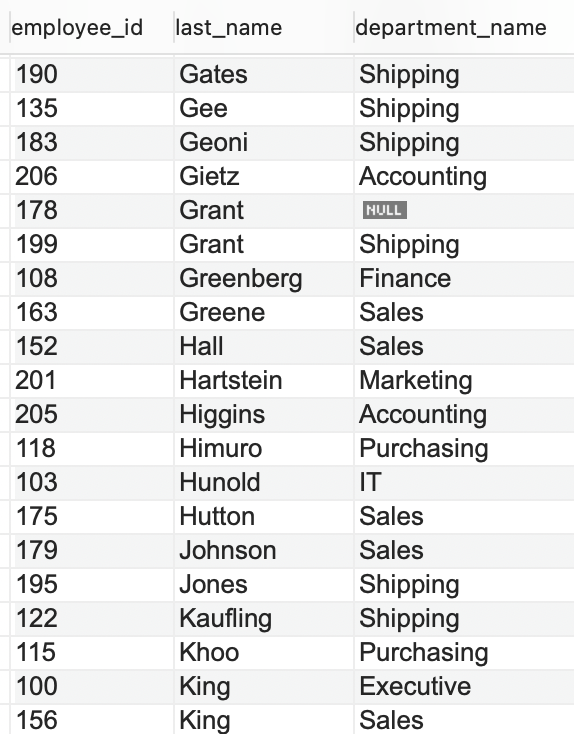 employee_id last_name department_name
190 Gates Shipping
135 Gee Shipping
183 Geoni Shipping
206 Gietz Accounting
178 Grant NULL
199 Grant Shipping
108 Greenberg Finance
163 Greene Sales
152 Hall Sales
201 Hartstein Marketing
205 Higgins Accounting
118 Himuro Purchasing
103 Hunold IT
175 Hutton Sales
179 Johnson Sales
195 Jones Shipping
122 Kaufling Shipping
115 Khoo Purchasing
100 King Executive
156 King Sales